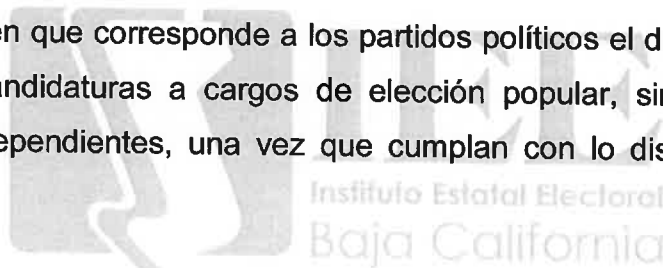 en que corresponde a los partidos políticos el d
andidaturas a cargos de elección popular, sin
ependientes, una vez que cumplan con lo dis
IEE
Instituto Estatal Electoral
Baja California